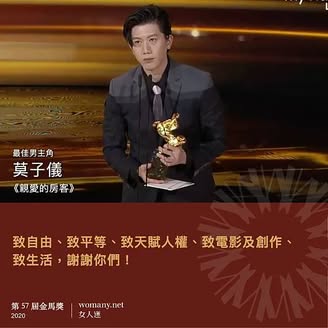 最佳男主角
莫子儀
《親愛的房客》
致自由、致平等、致天賦人權、致電影及創作、
致生活，謝謝你們！
第57屆金馬獎
2020
womany.net
女人迷